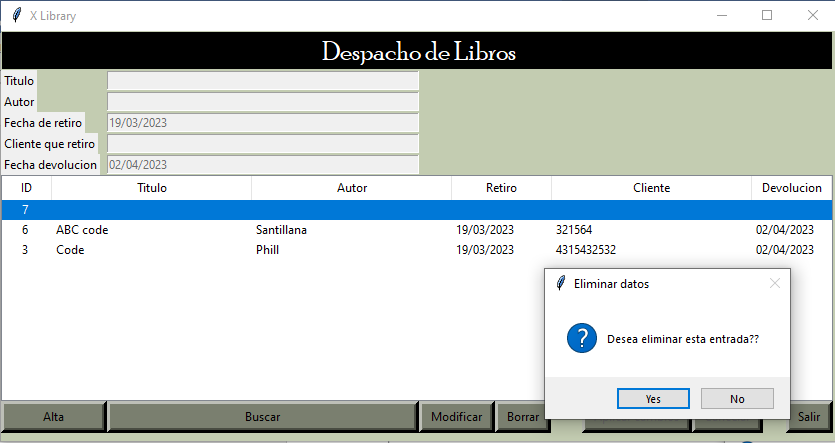 X Library
Despacho de Libros
Titulo
Autor
Fecha de retiro 19/03/2023
Cliente que retiro
Fecha devolucion 02/04/2023
ID Titulo Autor Retiro Cliente Devolucion
7
6 ABC code Santillana 19/03/2023 321564 02/04/2023
3 Code Phill 19/03/2023 4315432532 02/04/2023
Eliminar datos
Desea eliminar esta entrada??
Yes No
Alta Buscar Modificar Borrar Salir